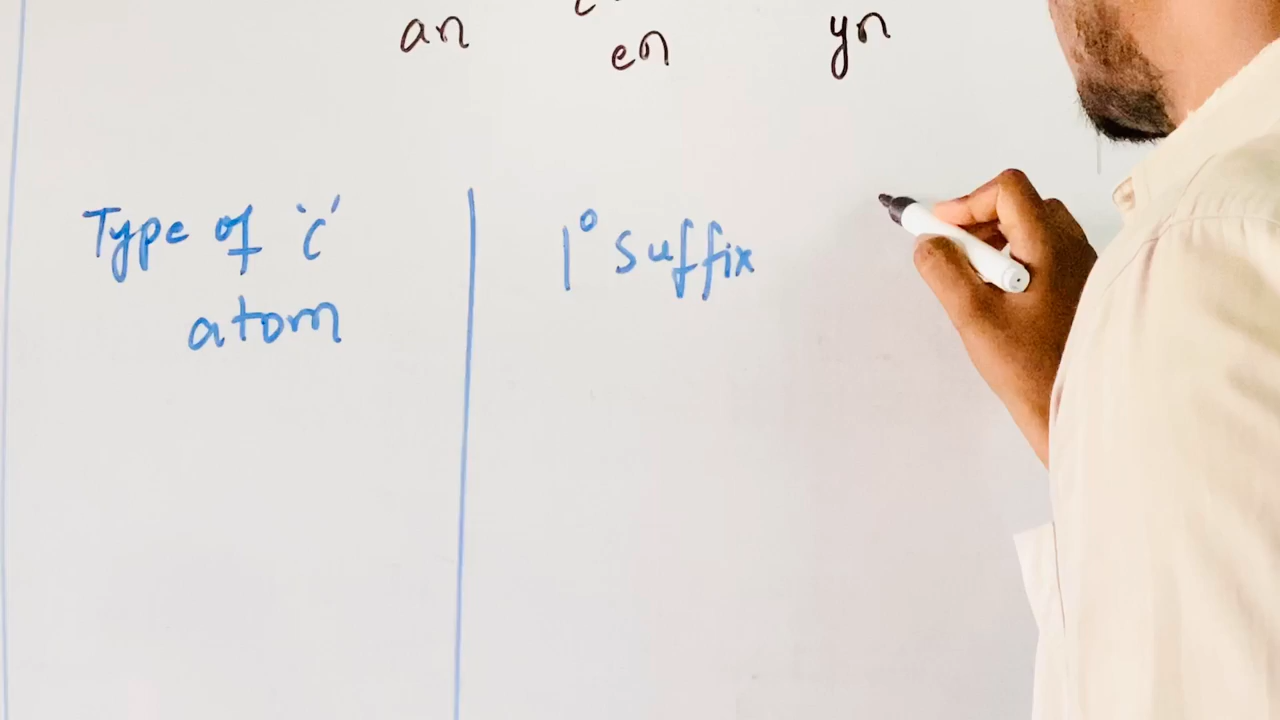 an en yn
Type of 'c' atom
1° suffix